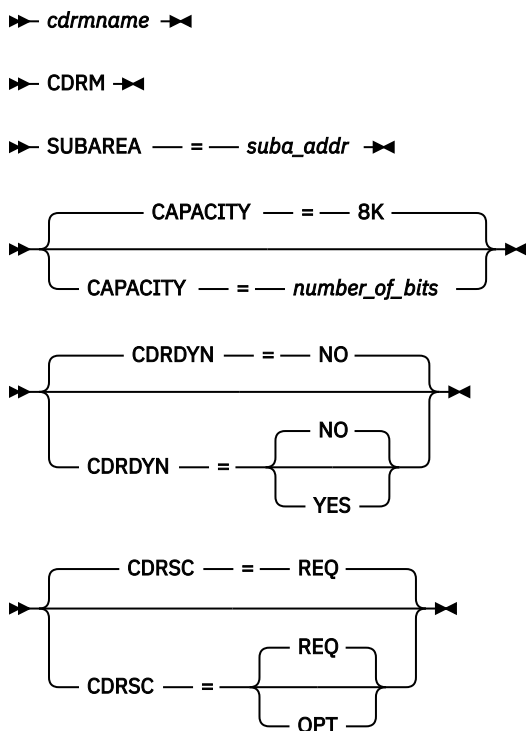 cdrmname
CDRM
SUBAREA = suba_addr
CAPACITY = 8K
CAPACITY = number_of_bits
CDRDYN = NO
NO
CDRDYN =
YES
CDRSC = REQ
REQ
CDRSC =
OPT